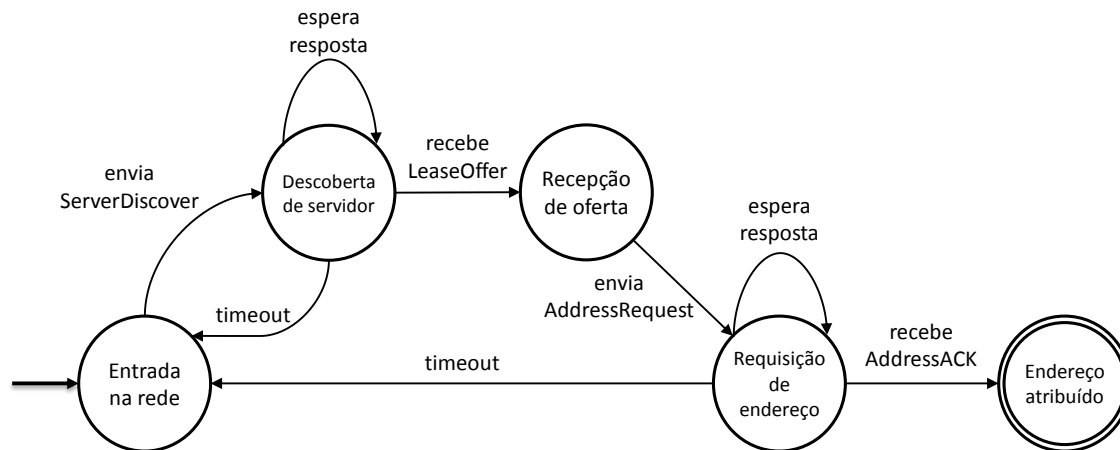 espera
resposta
envia
ServerDiscover
Descoberta
de servidor
recebe
LeaseOffer
Recepção
de oferta
espera
resposta
timeout
envia
AddressRequest
Entrada
na rede
timeout
Requisição
de
endereço
recebe
AddressACK
Endereço
atribuído